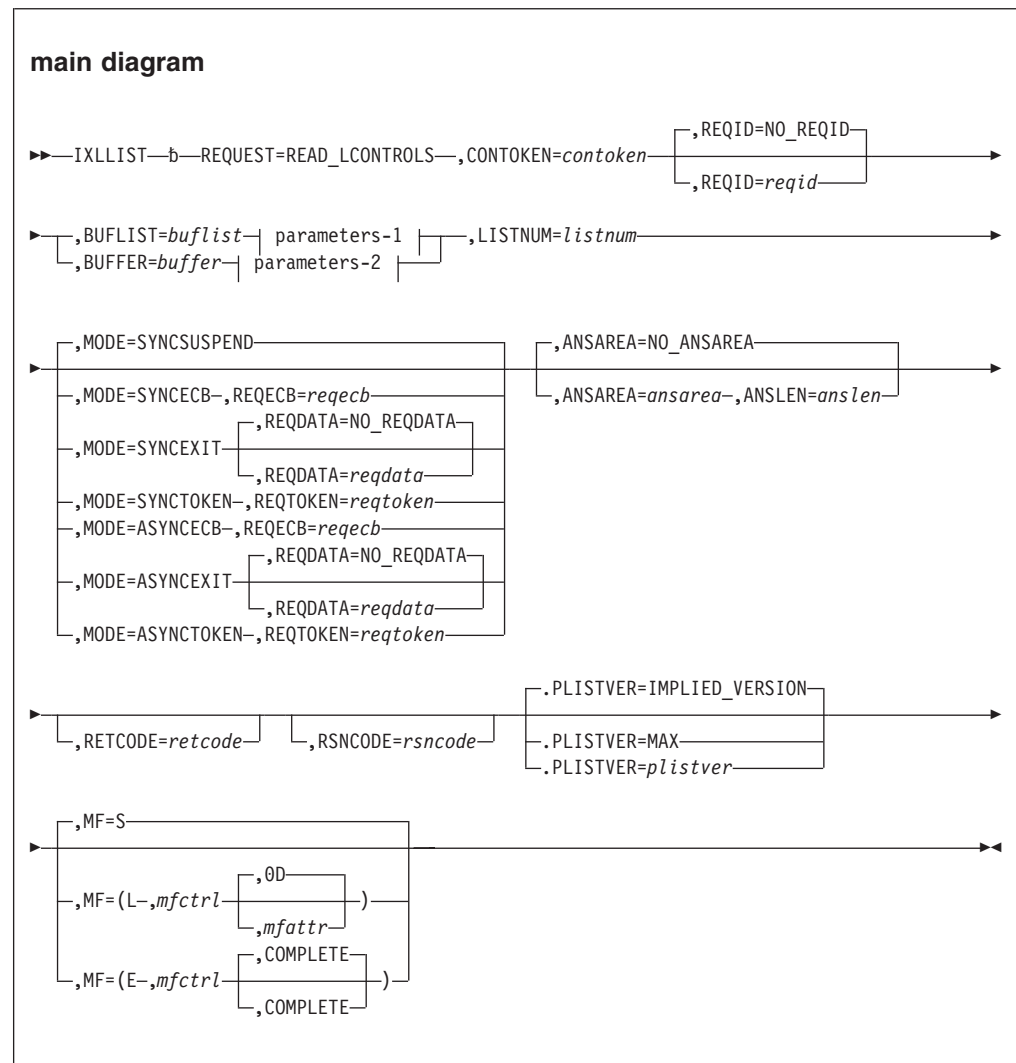 main diagram
,REQID=NO_REQID
IXLLIST ƀ REQUEST=READ_LCONTROLS ,CONTOKEN=contoken
,REQID=reqid
,BUFLIST=buflist parameters-1 ,LISTNUM=listnum
,BUFFER=buffer parameters-2
,MODE=SYNCSUSPEND ,ANSAREA=NO_ANSAREA
,MODE=SYNCECB ,REQECB=reqecb ,ANSAREA=ansarea ,ANSLEN=anslen
,REQDATA=NO_REQDATA
,MODE=SYNCEXIT
,REQDATA=reqdata
,MODE=SYNCTOKEN ,REQTOKEN=reqtoken
,MODE=ASYNCECB ,REQECB=reqecb
,REQDATA=NO_REQDATA
,MODE=ASYNCEXIT
,REQDATA=reqdata
,MODE=ASYNCTOKEN ,REQTOKEN=reqtoken
.PLISTVER=IMPLIED_VERSION
,RETCODE=retcode ,RSNCODE=rsncode .PLISTVER=MAX
.PLISTVER=plistver
,MF=S
,0D
,MF=(L ,mfctrl )
,mfattr
,COMPLETE
,MF=(E ,mfctrl )
,COMPLETE